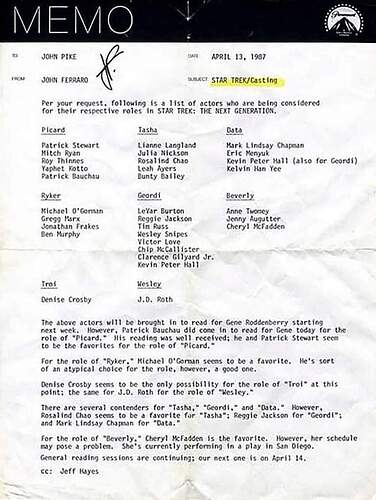 MEMO
Paramount
TO JOHN PIKE DATE APRIL 13, 1987
FROM JOHN FERRARO SUBJECT STAR TREK/Casting
Per your request, following is a list of actors who are being considered
for their respective roles in STAR TREK: THE NEXT GENERATION.
Picard Tasha Data
Patrick Stewart Lianne Langland Mark Lindsay Chapman
Mitch Ryan Julia Nickson Eric Menyuk
Roy Thinnes Rosalind Chao Kevin Peter Hall (also for Geordi)
Yaphet Kotto Leah Ayers Kelvin Han Yee
Patrick Bauchau Bunty Bailey
Ryker Geordi Beverly
Michael O'Gorman LeVar Burton Anne Twomey
Gregg Marx Reggie Jackson Jenny Agutter
Jonathan Frakes Tim Russ Cheryl McFadden
Ben Murphy Wesley Snipes
Victor Love
Chip McCallister
Clarence Gilyard Jr.
Kevin Peter Hall
Troi Wesley
Denise Crosby J.D. Roth
The above actors will be brought in to read for Gene Roddenberry starting
next week. However, Patrick Bauchau did come in to read for Gene today for the
role of "Picard." His reading was well received; he and Patrick Stewart seem
to be the favorites for the role of "Picard."
For the role of "Ryker," Michael O'Gorman seems to be a favorite. He's sort
of an atypical choice for the role, however, a good one.
Denise Crosby seems to be the only possibility for the role of "Troi" at this
point; the same for J.D. Roth for the role of "Wesley."
There are several contenders for "Tasha," "Geordi," and "Data." However,
Rosalind Chao seems to be a favorite for "Tasha"; Reggie Jackson for "Geordi";
and Mark Lindsay Chapman for "Data."
For the role of "Beverly," Cheryl McFadden is the favorite. However, her schedule
may pose a problem. She's currently performing in a play in San Diego.
General reading sessions are continuing; our next one is on April 14.
cc: Jeff Hayes